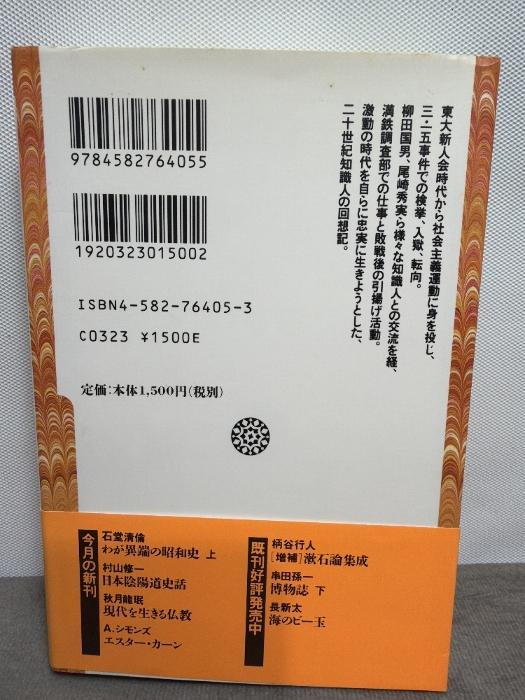 東大新人会時代から社会主義運動に身を投じ、
三・一五事件での検挙、入獄、転向。
柳田国男、尾崎秀実ら様々な知識人との交流を経、
満鉄調査部での仕事と敗戦後の引揚げ活動。
激動の時代を自らに忠実に生きようとした、
二十世紀知識人の回想記。
9784582764055
1920323015002
ISBN4-582-76405-3
C0323 ¥1500E
定価:本体1,500円(税別)
既刊好評発売中
柄谷行人
[増補]漱石論集成
串田孫一
博物誌 下
長新太
海のビー玉
今月の新刊
石堂清倫
わが異端の昭和史 上
村山修一
日本陰陽道史話
秋月龍珉
現代を生きる仏教
A.シモンズ
エスター・カーン